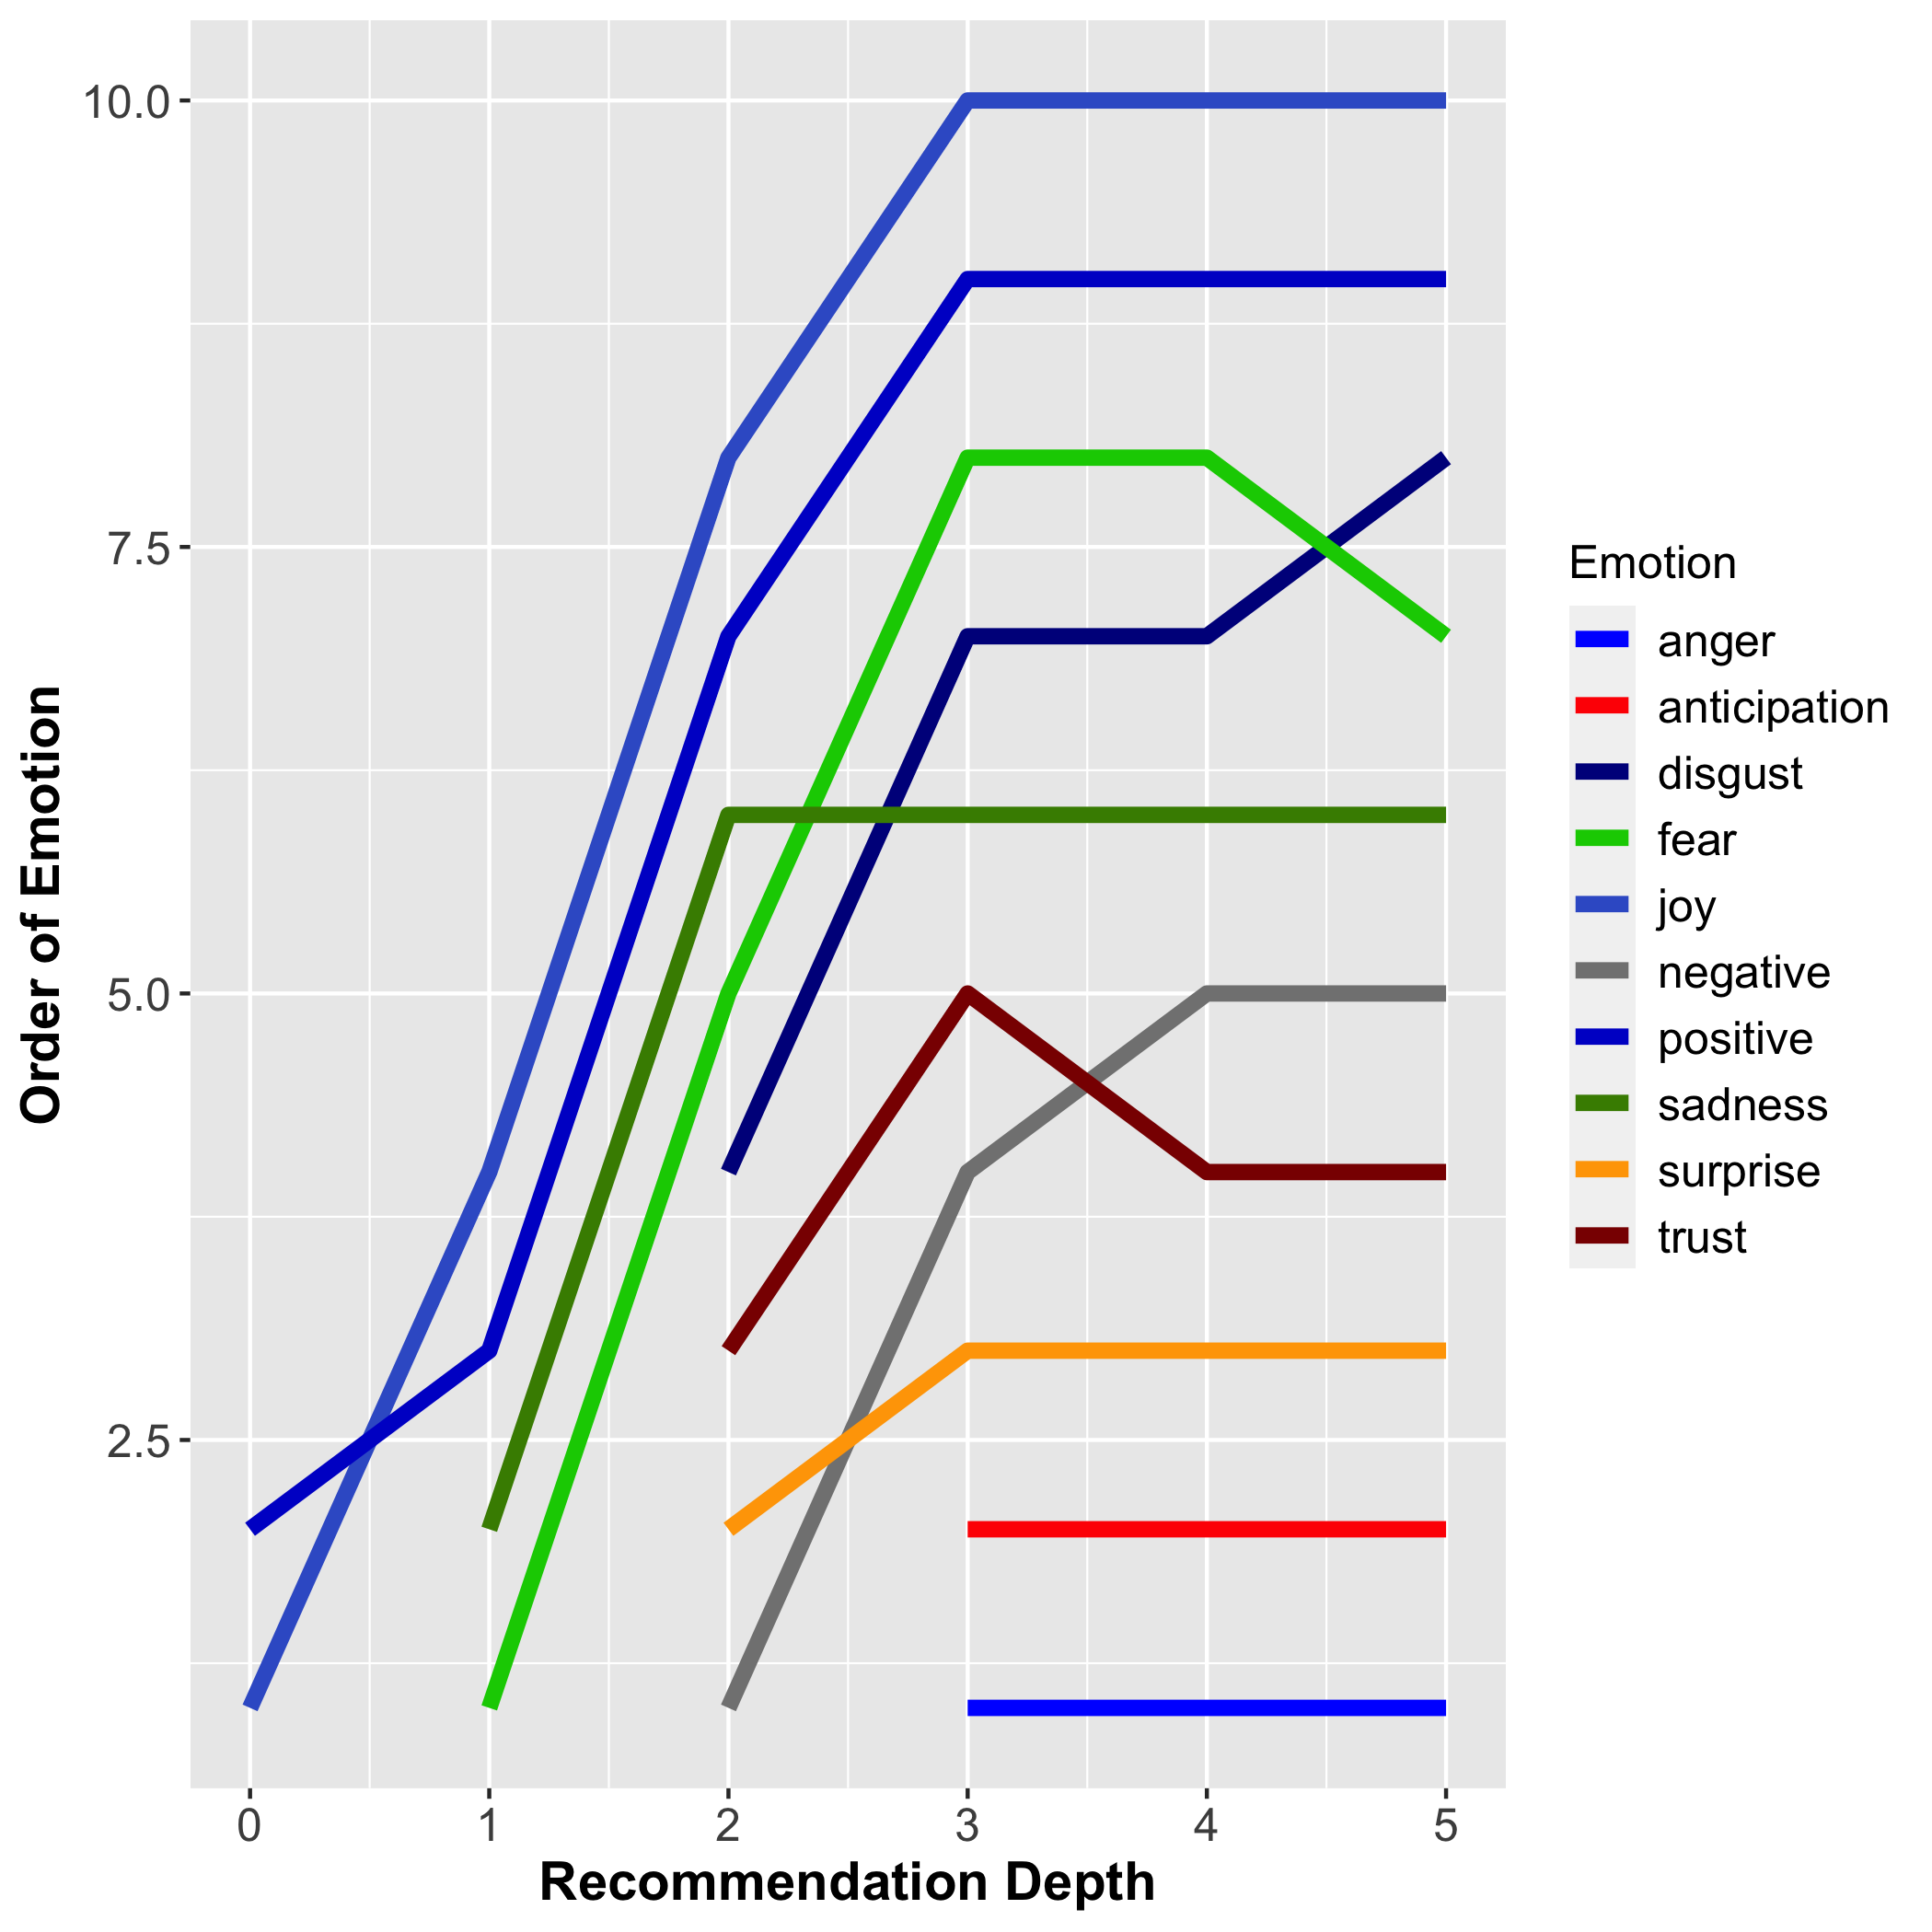 10.0
7.5
5.0
2.5
Order of Emotion
0 1 2 3 4 5
Recommendation Depth
Emotion
anger
anticipation
disgust
fear
joy
negative
positive
sadness
surprise
trust